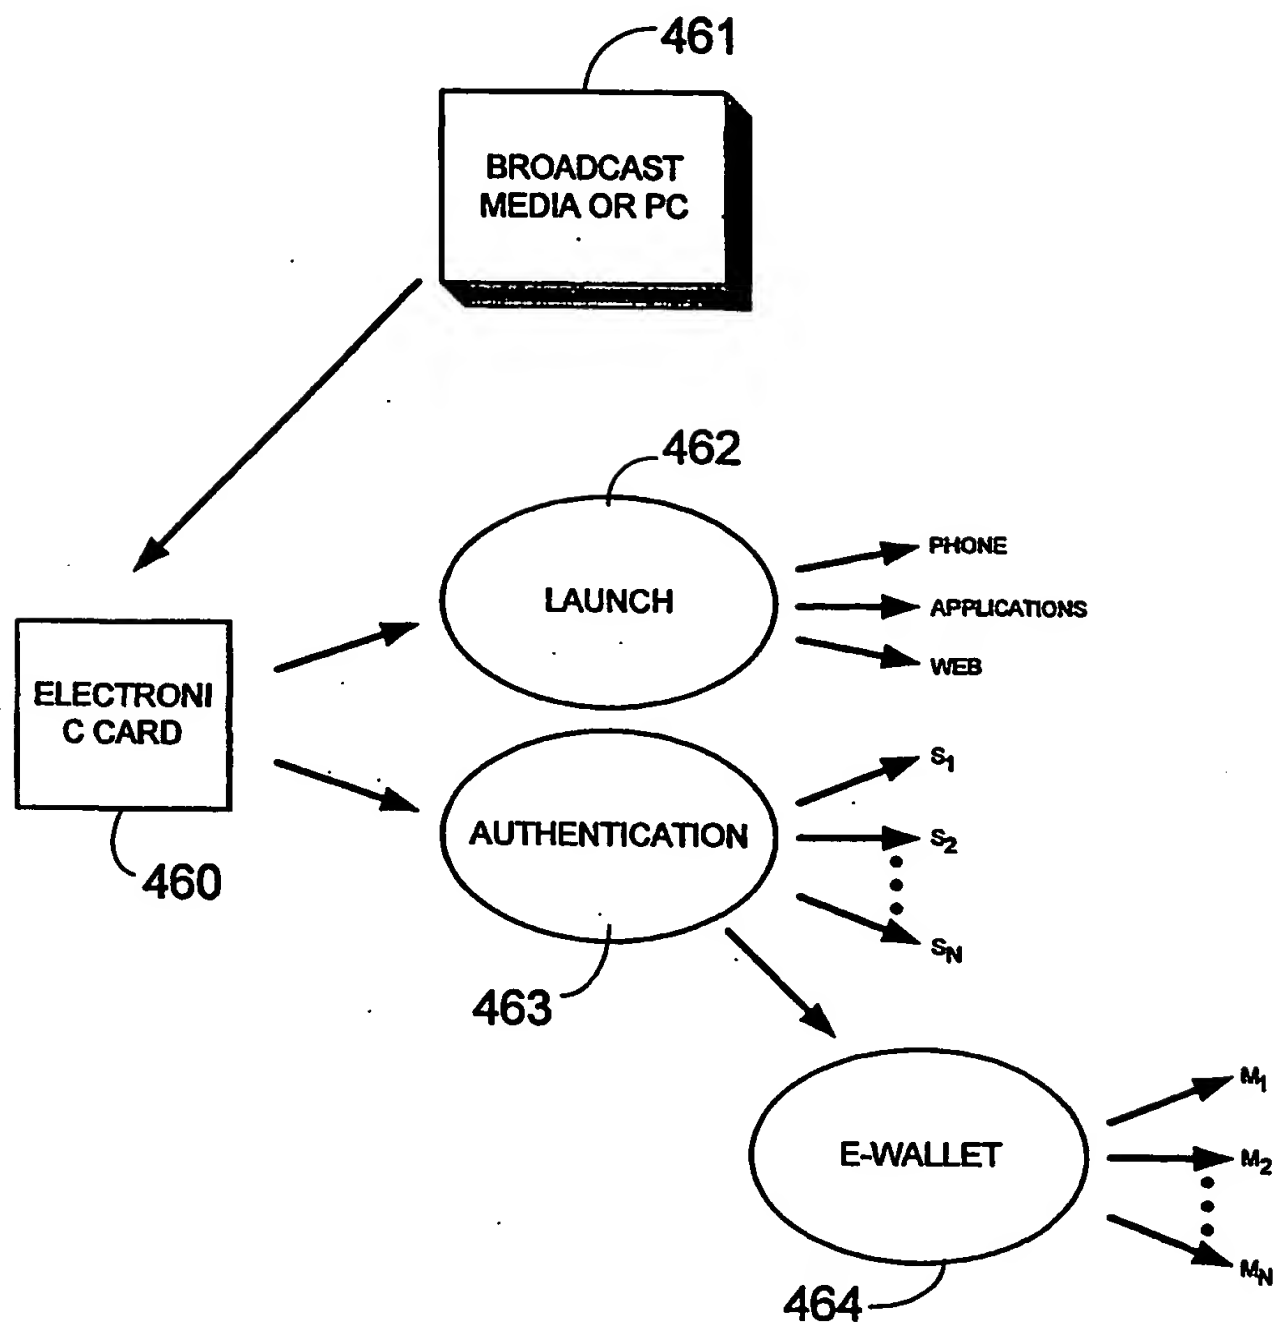 461
BROADCAST
MEDIA OR PC
462
LAUNCH
PHONE
APPLICATIONS
WEB
ELECTRONI
C CARD
460
AUTHENTICATION
S1
S2
SN
463
E-WALLET
M1
M2
MN
464